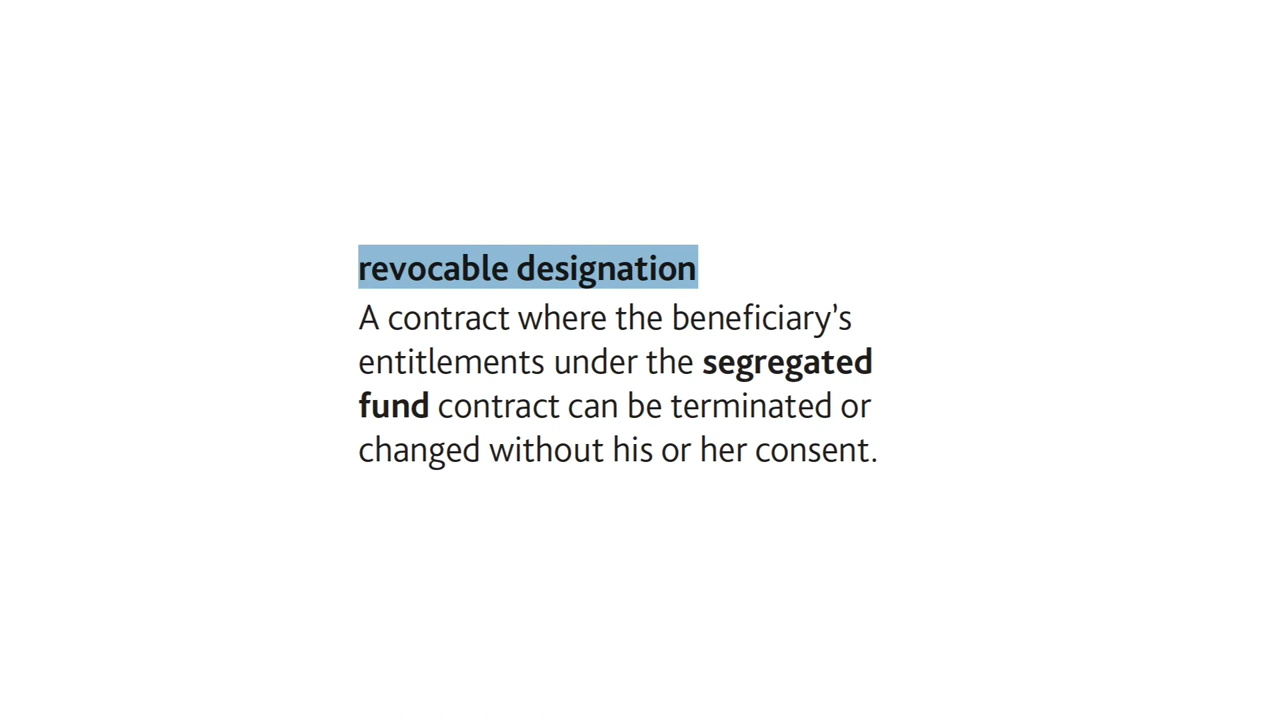 revocable designation
A contract where the beneficiary’s
entitlements under the segregated
fund contract can be terminated or
changed without his or her consent.